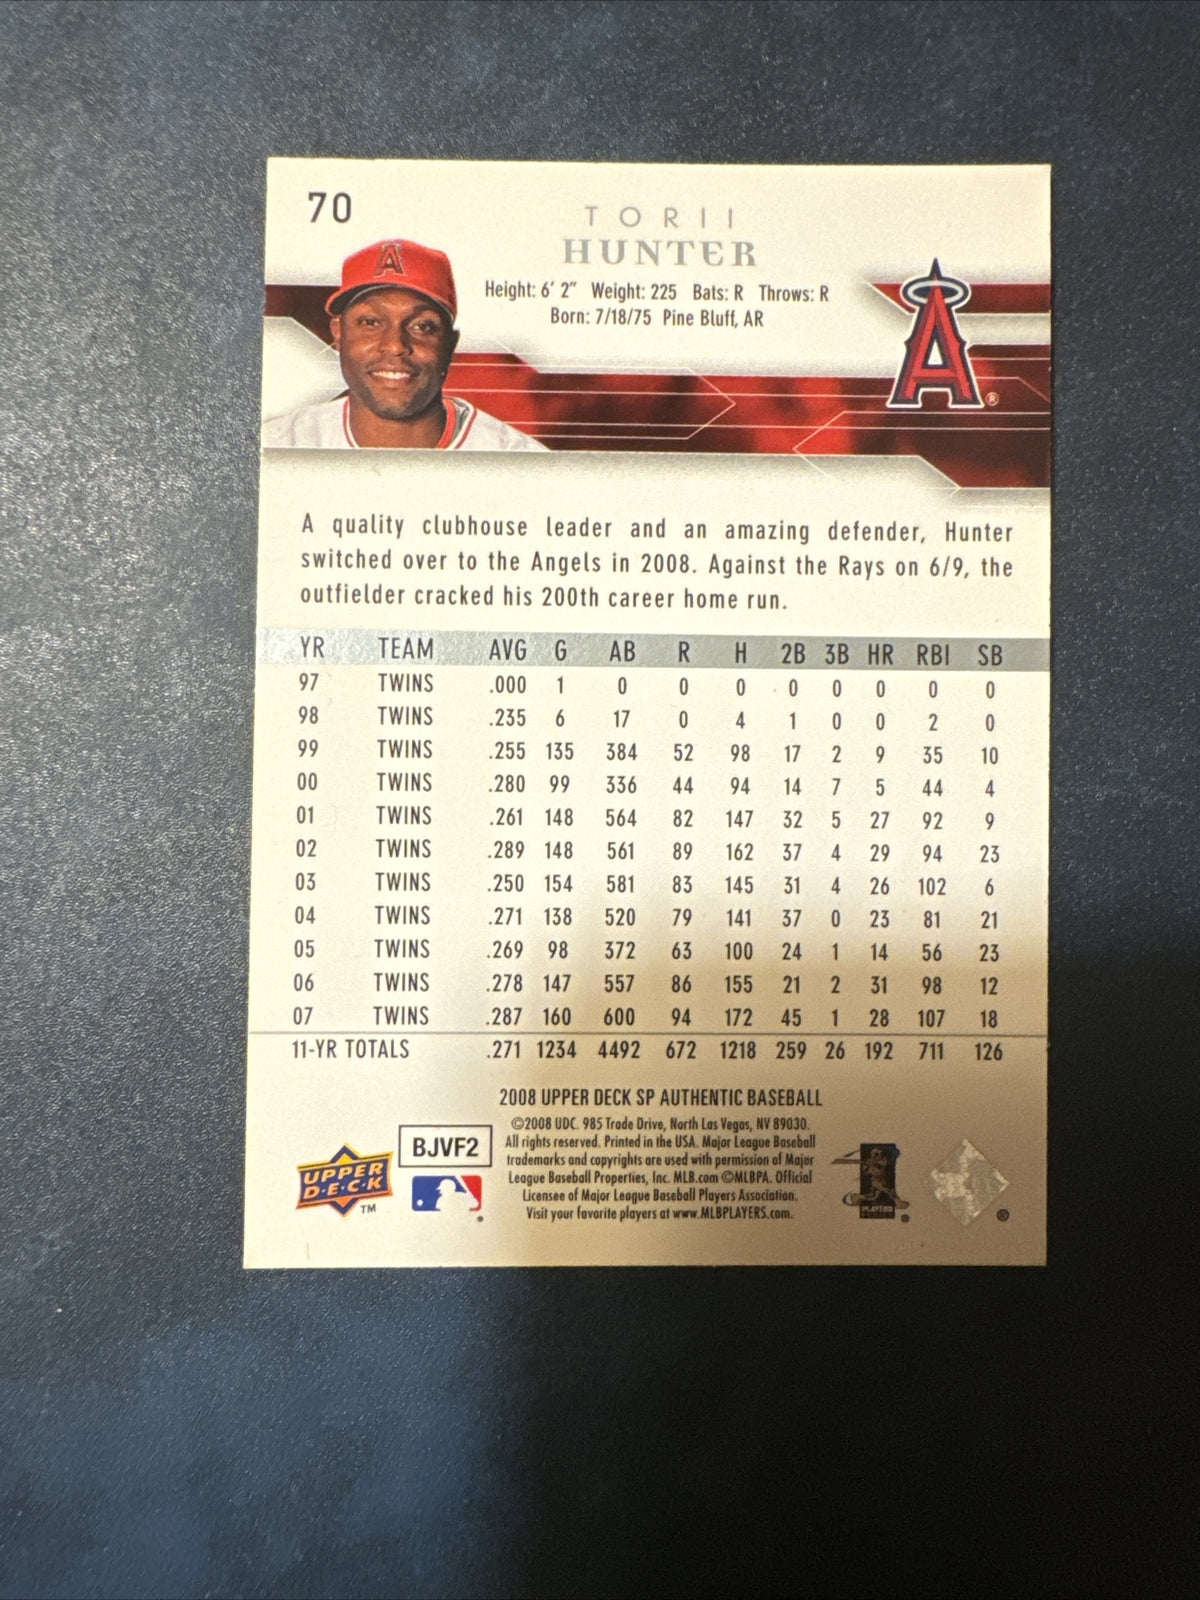 70
TORII
HUNTER
Height: 6' 2" Weight: 225 Bats: R Throws: R
Born: 7/18/75 Pine Bluff, AR
A
A
®
A quality clubhouse leader and an amazing defender, Hunter
switched over to the Angels in 2008. Against the Rays on 6/9, the
outfielder cracked his 200th career home run.
YR TEAM AVG G AB R H 2B 3B HR RBI SB
97 TWINS .000 1 0 0 0 0 0 0 0 0
98 TWINS .235 6 17 0 4 1 0 0 2 0
99 TWINS .255 135 384 52 98 17 2 9 35 10
00 TWINS .280 99 336 44 94 14 7 5 44 4
01 TWINS .261 148 564 82 147 32 5 27 92 9
02 TWINS .289 148 561 89 162 37 4 29 94 23
03 TWINS .250 154 581 83 145 31 4 26 102 6
04 TWINS .271 138 520 79 141 37 0 23 81 21
05 TWINS .269 98 372 63 100 24 1 14 56 23
06 TWINS .278 147 557 86 155 21 2 31 98 12
07 TWINS .287 160 600 94 172 45 1 28 107 18
11-YR TOTALS .271 1234 4492 672 1218 259 26 192 711 126
2008 UPPER DECK SP AUTHENTIC BASEBALL
©2008 UDC. 985 Trade Drive, North Las Vegas, NV 89030.
All rights reserved. Printed in the USA. Major League Baseball
trademarks and copyrights are used with permission of Major
League Baseball Properties, Inc. MLB.com ©MLBPA. Official
Licensee of Major League Baseball Players Association.
Visit your favorite players at www.MLBPLAYERS.com.
BJVF2
UPPER
D·E·C·K
TM
PLAYERS
®